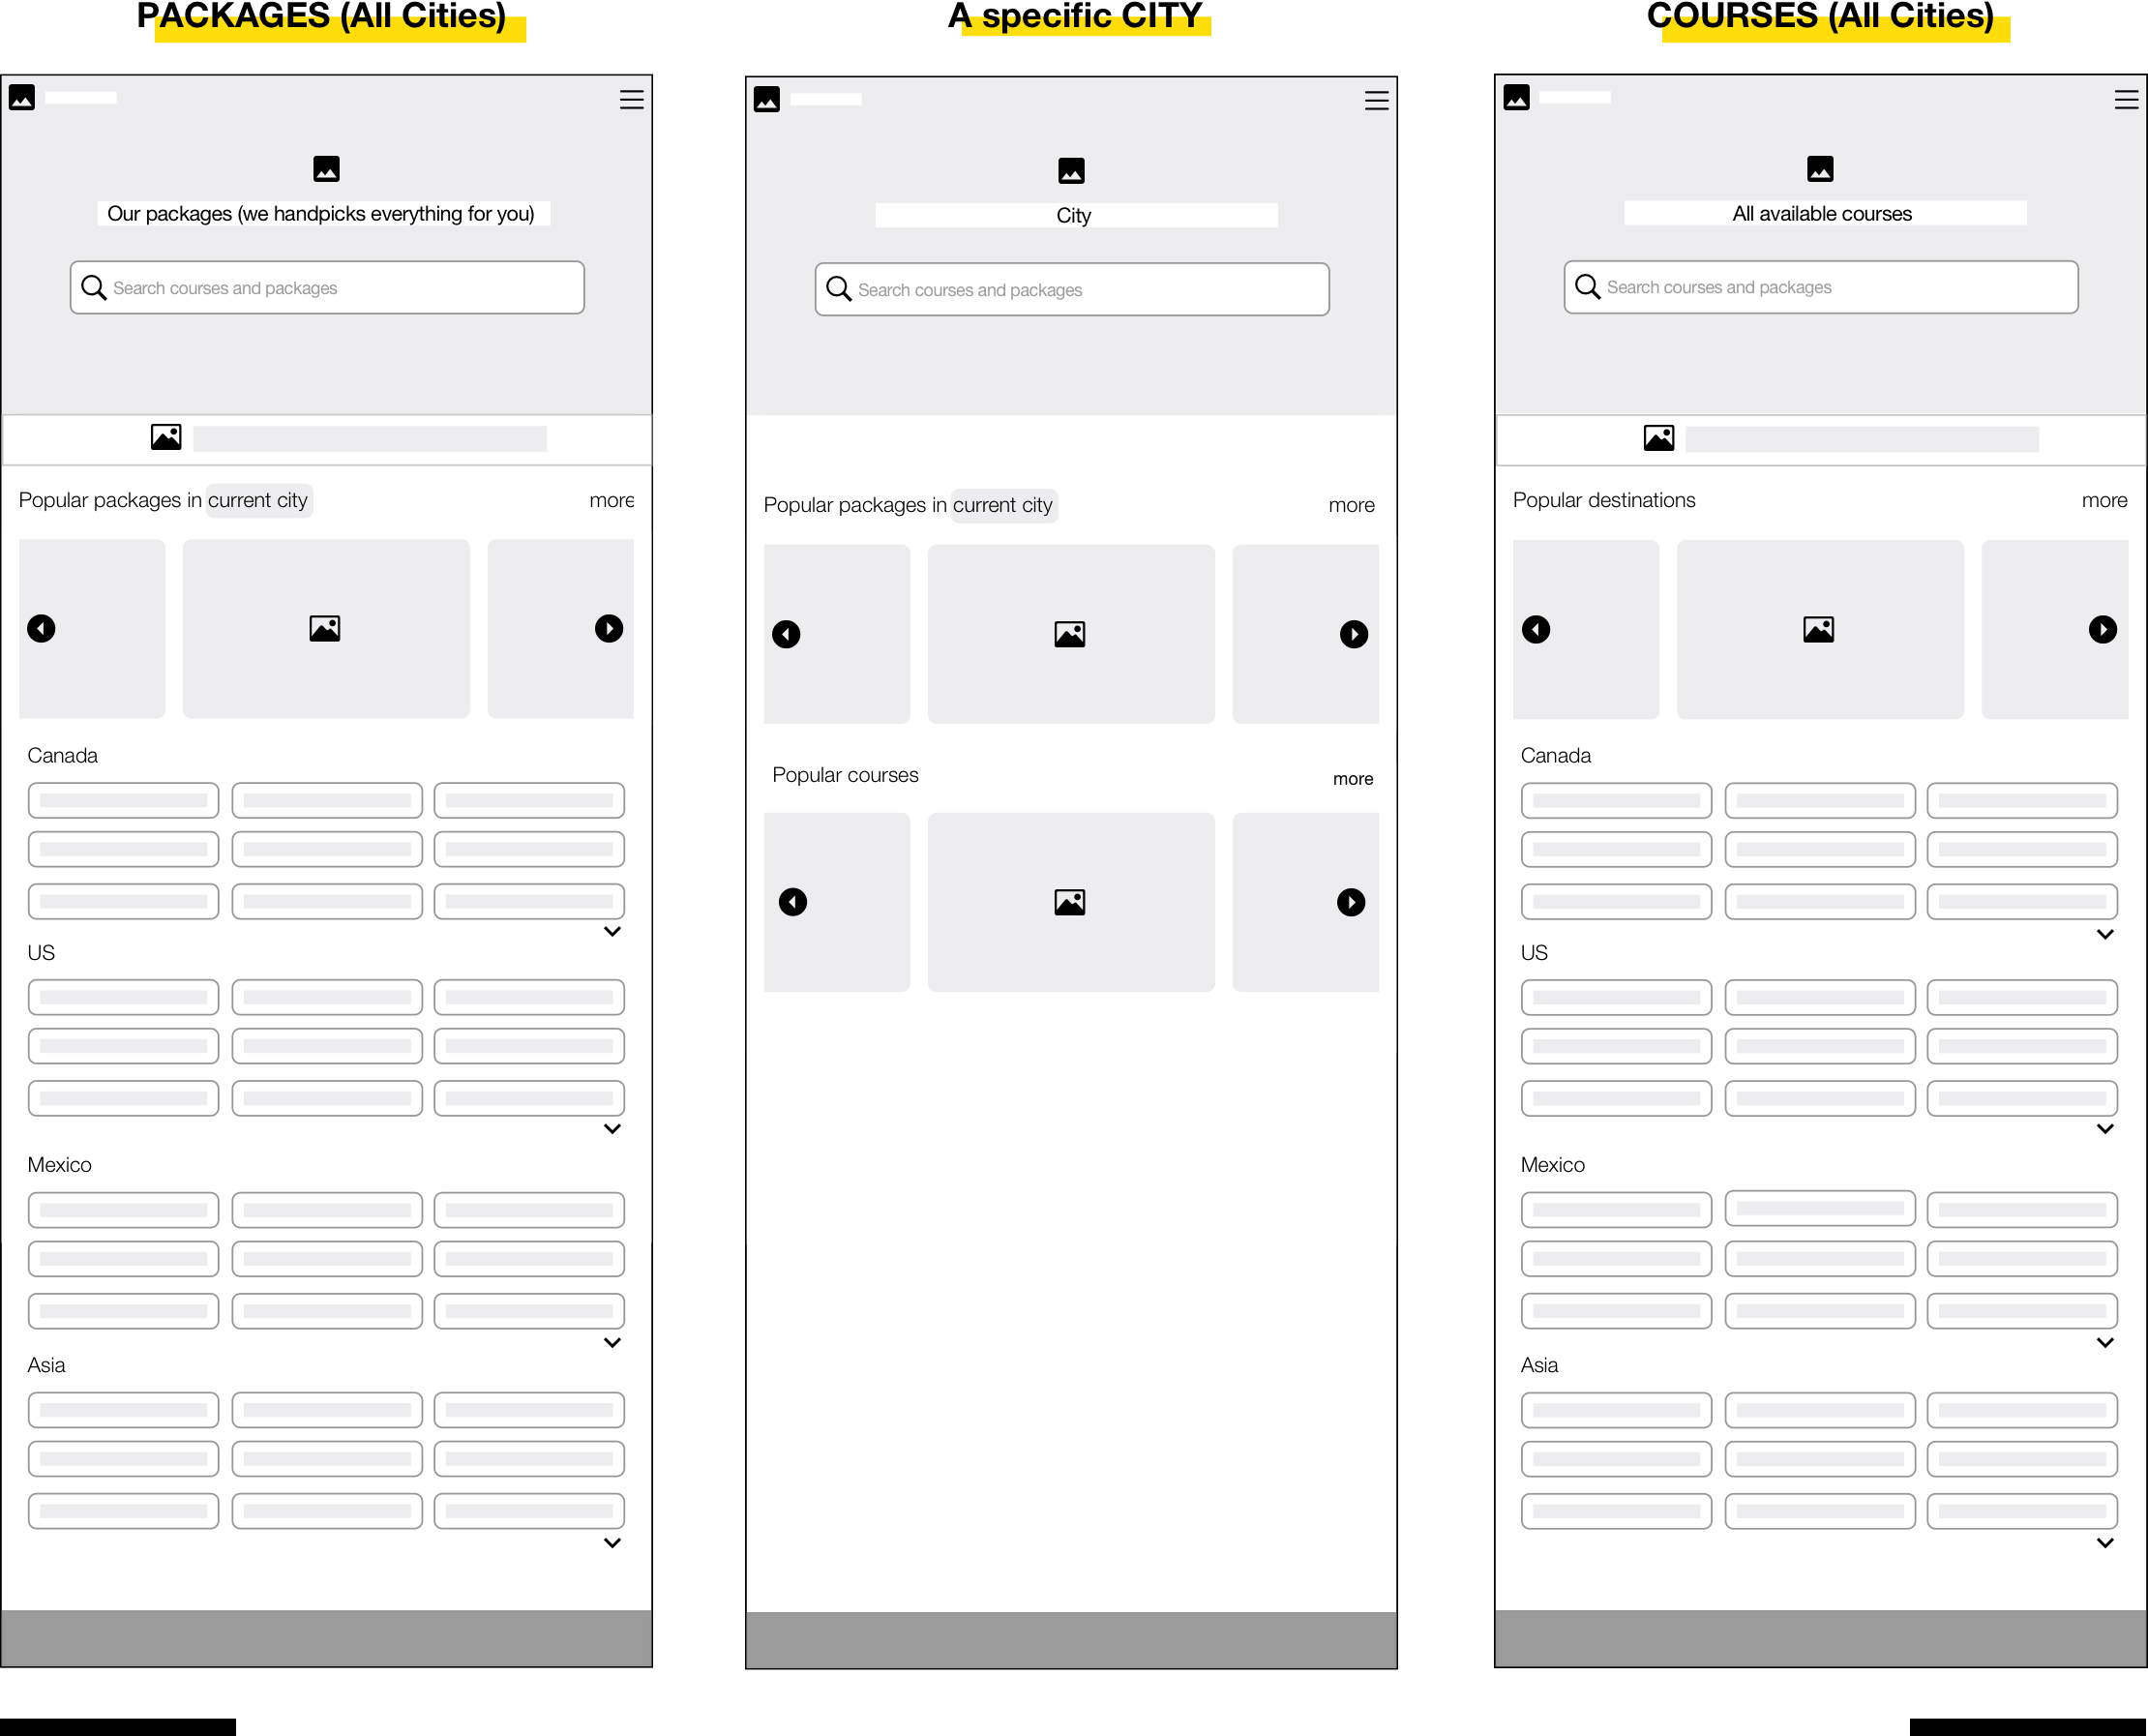 PACKAGES (All Cities)
Our packages (we handpicks everything for you)
Search courses and packages
Popular packages in current city
more
Canada
US
Mexico
Asia
A specific CITY
City
Search courses and packages
Popular packages in current city
more
Popular courses
more
COURSES (All Cities)
All available courses
Search courses and packages
Popular destinations
more
Canada
US
Mexico
Asia